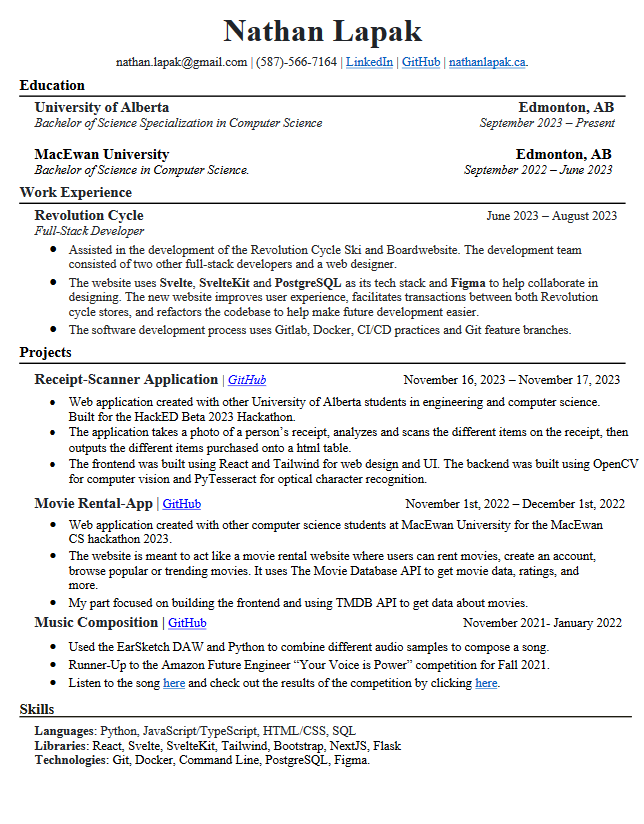 Nathan Lapak
nathan.lapak@gmail.com | (587)-566-7164 | LinkedIn | GitHub | nathanlapak.ca.
Education
University of Alberta Edmonton, AB
Bachelor of Science Specialization in Computer Science September 2023 – Present
MacEwan University Edmonton, AB
Bachelor of Science in Computer Science. September 2022 – June 2023
Work Experience
Revolution Cycle June 2023 – August 2023
Full-Stack Developer
• Assisted in the development of the Revolution Cycle Ski and Boardwebsite. The development team
consisted of two other full-stack developers and a web designer.
• The website uses Svelte, SvelteKit and PostgreSQL as its tech stack and Figma to help collaborate in
designing. The new website improves user experience, facilitates transactions between both Revolution
cycle stores, and refactors the codebase to help make future development easier.
• The software development process uses Gitlab, Docker, CI/CD practices and Git feature branches.
Projects
Receipt-Scanner Application | GitHub November 16, 2023 – November 17, 2023
• Web application created with other University of Alberta students in engineering and computer science.
Built for the HackED Beta 2023 Hackathon.
• The application takes a photo of a person's receipt, analyzes and scans the different items on the receipt, then
outputs the different items purchased onto a html table.
• The frontend was built using React and Tailwind for web design and UI. The backend was built using OpenCV
for computer vision and PyTesseract for optical character recognition.
Movie Rental-App | GitHub November 1st, 2022 – December 1st, 2022
• Web application created with other computer science students at MacEwan University for the MacEwan
CS hackathon 2023.
• The website is meant to act like a movie rental website where users can rent movies, create an account,
browse popular or trending movies. It uses The Movie Database API to get movie data, ratings, and
more.
• My part focused on building the frontend and using TMDB API to get data about movies.
Music Composition | GitHub November 2021- January 2022
• Used the EarSketch DAW and Python to combine different audio samples to compose a song.
• Runner-Up to the Amazon Future Engineer “Your Voice is Power” competition for Fall 2021.
• Listen to the song here and check out the results of the competition by clicking here.
Skills
Languages: Python, JavaScript/TypeScript, HTML/CSS, SQL
Libraries: React, Svelte, SvelteKit, Tailwind, Bootstrap, NextJS, Flask
Technologies: Git, Docker, Command Line, PostgreSQL, Figma.